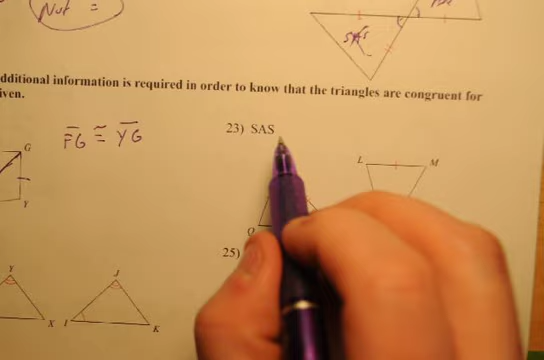 Not =
SAS
dditional information is required in order to know that the triangles are congruent for
iven.
FG ≅ YG
23) SAS
G
L M
Y
Q
25)
Y J
X I K